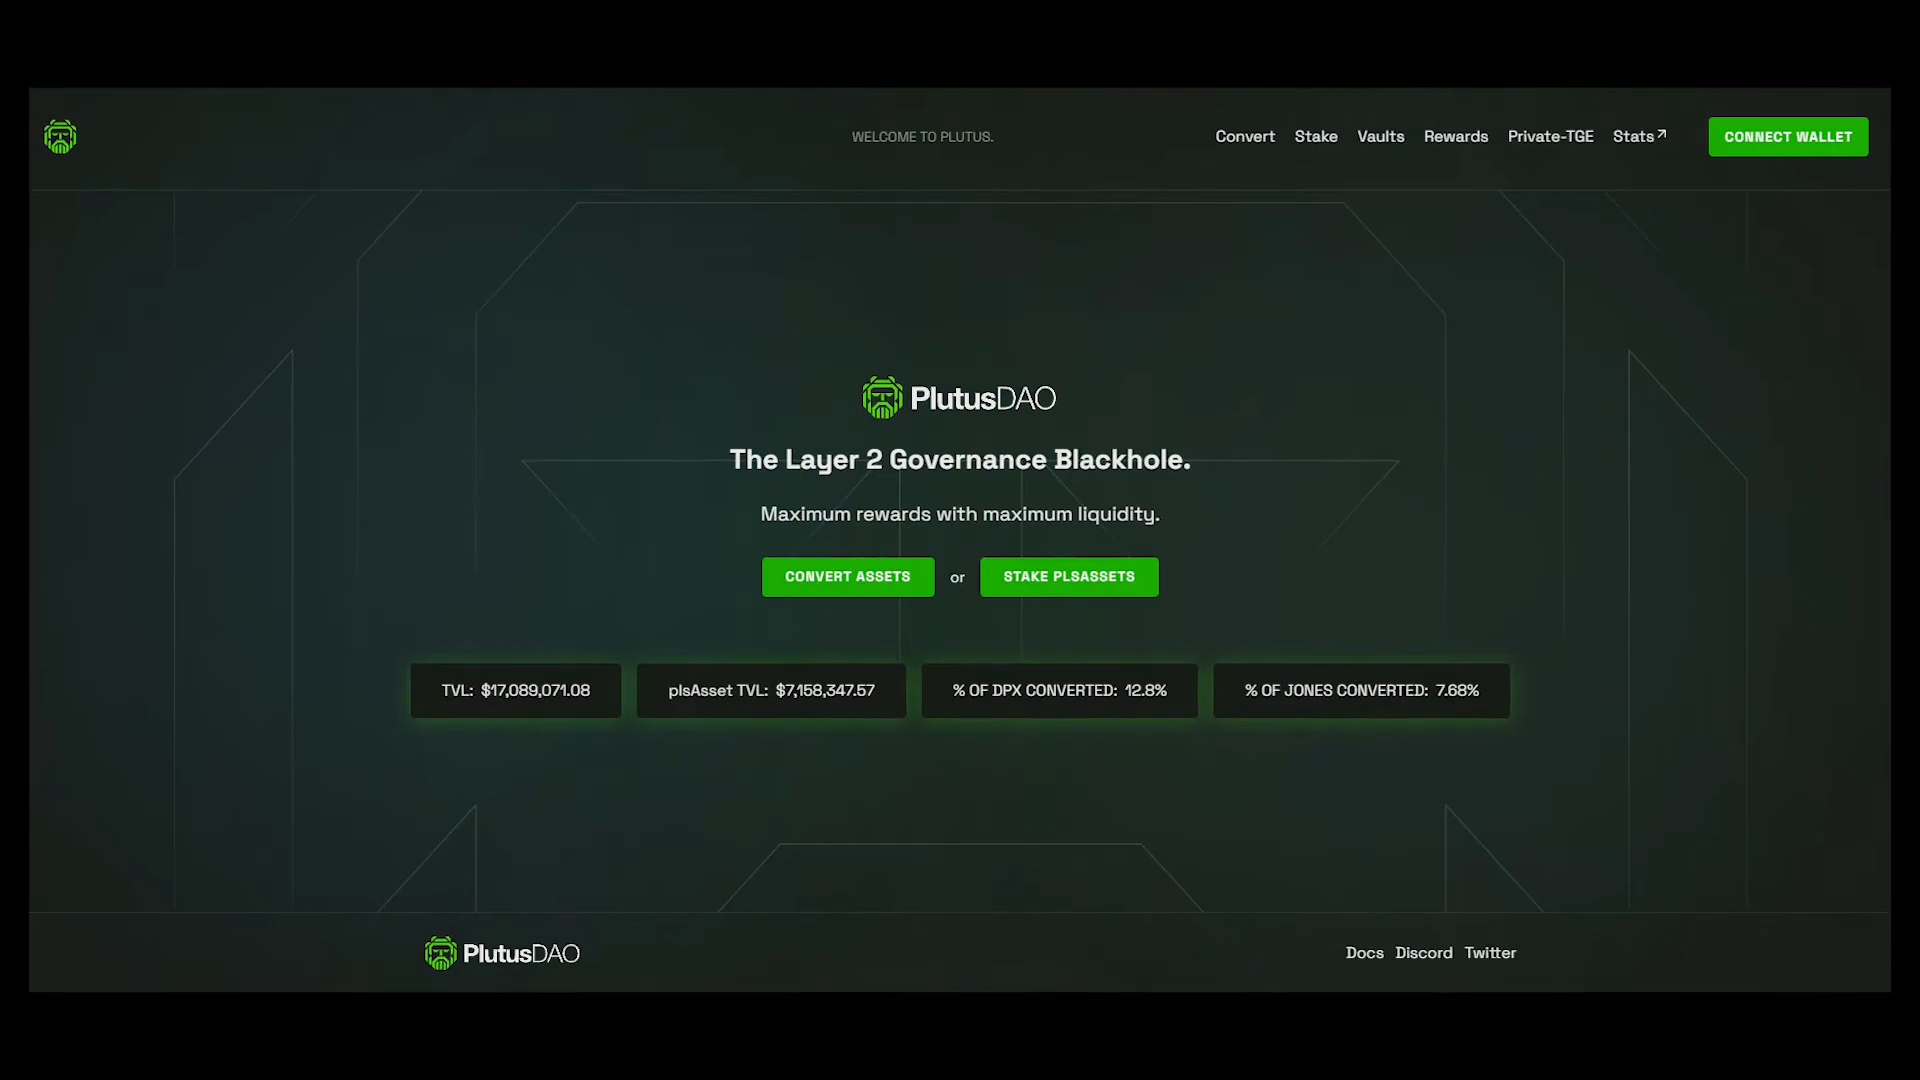 WELCOME TO PLUTUS.
Convert Stake Vaults Rewards Private-TGE Stats
CONNECT WALLET
PlutusDAO
The Layer 2 Governance Blackhole.
Maximum rewards with maximum liquidity.
CONVERT ASSETS or STAKE PLSASSETS
TVL: $17,089,071.08
plsAsset TVL: $7,158,347.57
% OF DPX CONVERTED: 12.8%
% OF JONES CONVERTED: 7.68%
PlutusDAO
Docs Discord Twitter